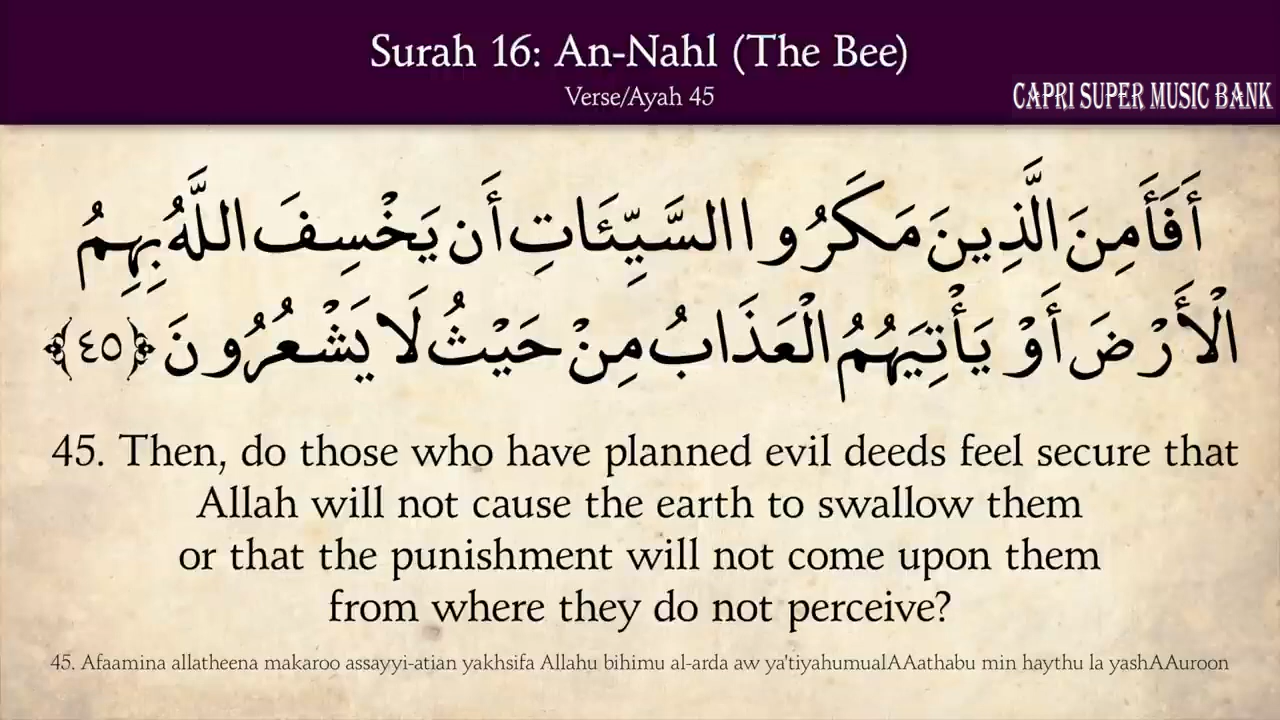 Surah 16: An-Nahl (The Bee)
Verse/Ayah 45
CAPRI SUPER MUSIC BANK
أَفَأَمِنَ الَّذِينَ مَكَرُوا السَّيِّئَاتِ أَن يَخْسِفَ اللَّهُ بِهِمُ
الْأَرْضَ أَوْ يَأْتِيَهُمُ الْعَذَابُ مِنْ حَيْثُ لَا يَشْعُرُونَ ﴿٤٥﴾
45. Then, do those who have planned evil deeds feel secure that
Allah will not cause the earth to swallow them
or that the punishment will not come upon them
from where they do not perceive?
45. Afaamina allatheena makaroo assayyi-atian yakhsifa Allahu bihimu al-arda aw ya'tiyahumualAAathabu min haythu la yashAAuroon